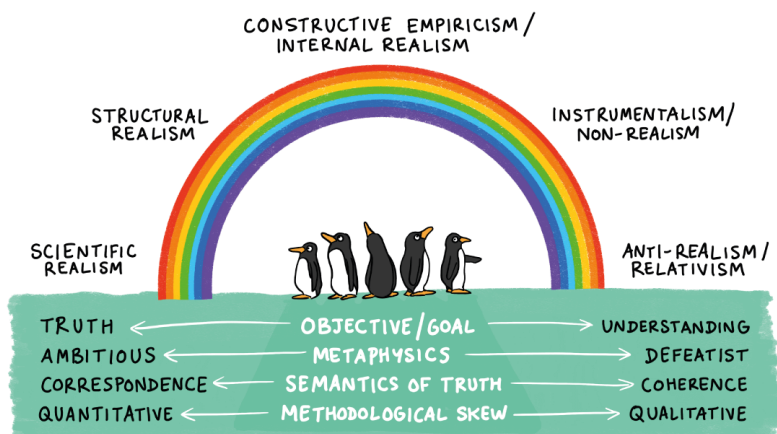 CONSTRUCTIVE EMPIRICISM/
INTERNAL REALISM
STRUCTURAL
REALISM
INSTRUMENTALISM/
NON-REALISM
SCIENTIFIC
REALISM
ANTI-REALISM/
RELATIVISM
TRUTH OBJECTIVE/GOAL UNDERSTANDING
AMBITIOUS METAPHYSICS DEFEATIST
CORRESPONDENCE SEMANTICS OF TRUTH COHERENCE
QUANTITATIVE METHODOLOGICAL SKEW QUALITATIVE